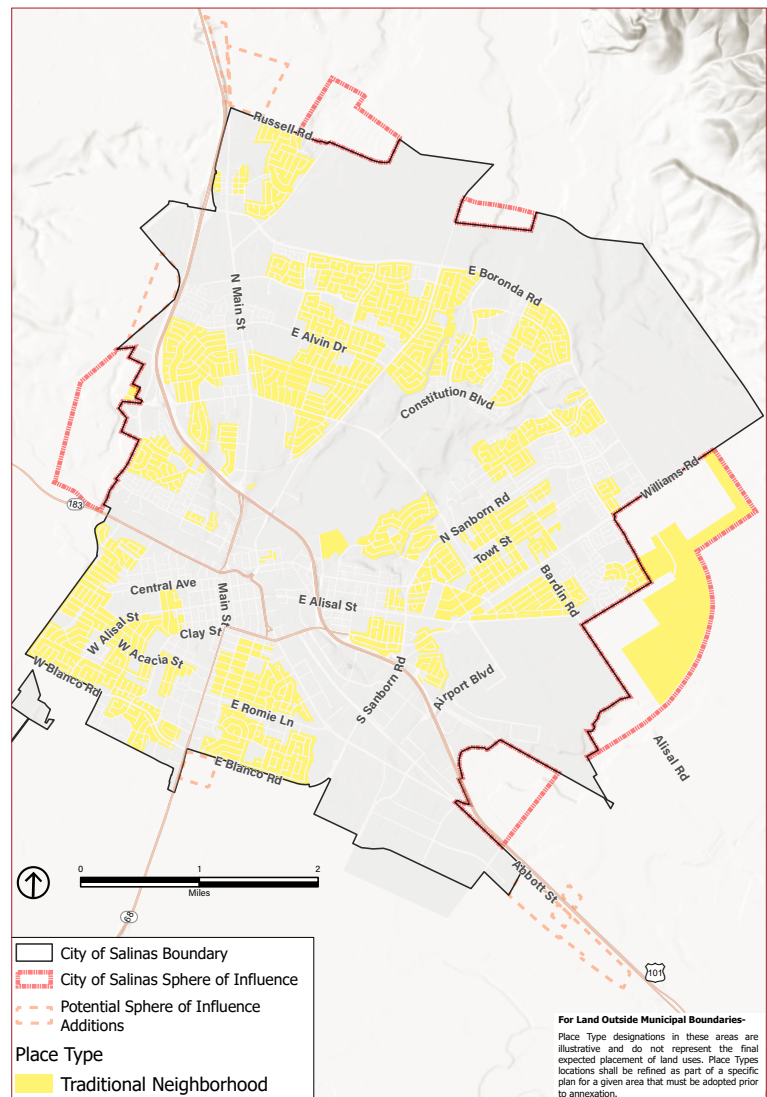 Russell Rd
E Boronda Rd
N Main St
E Alvin Dr
Constitution Blvd
Williams Rd
183
N Sanborn Rd
Towt St
Bardin Rd
Central Ave
Main St
E Alisal St
W Alisal St
Clay St
W Acacia St
W Blanco Rd
S Sanborn Rd
Airport Blvd
E Romie Ln
Alisal Rd
E Blanco Rd
0 1 2
Miles
Abbott St
68
101
City of Salinas Boundary
City of Salinas Sphere of Influence
Potential Sphere of Influence
Additions
Place Type
Traditional Neighborhood
For Land Outside Municipal Boundaries-
Place Type designations in these areas are
illustrative and do not represent the final
expected placement of land uses. Place Types
locations shall be refined as part of a specific
plan for a given area that must be adopted prior
to annexation.